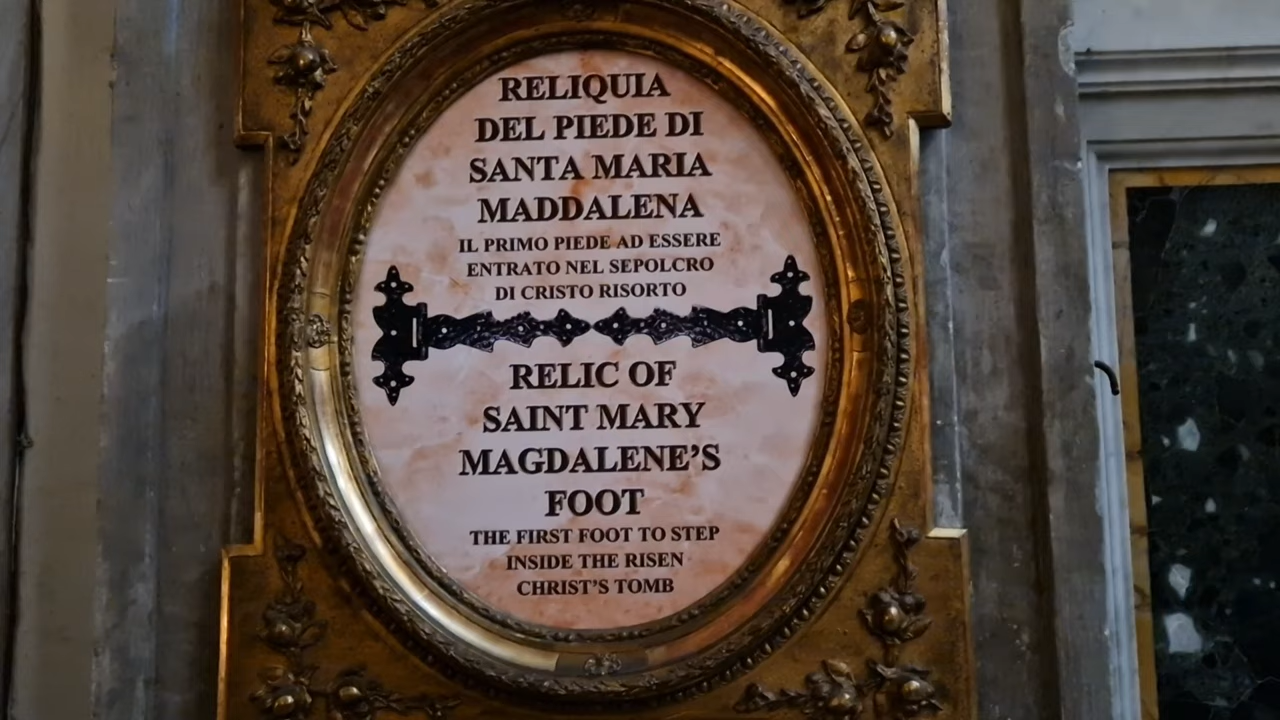 RELIQUIA
DEL PIEDE DI
SANTA MARIA
MADDALENA
IL PRIMO PIEDE AD ESSERE
ENTRATO NEL SEPOLCRO
DI CRISTO RISORTO
RELIC OF
SAINT MARY
MAGDALENE'S
FOOT
THE FIRST FOOT TO STEP
INSIDE THE RISEN
CHRIST'S TOMB